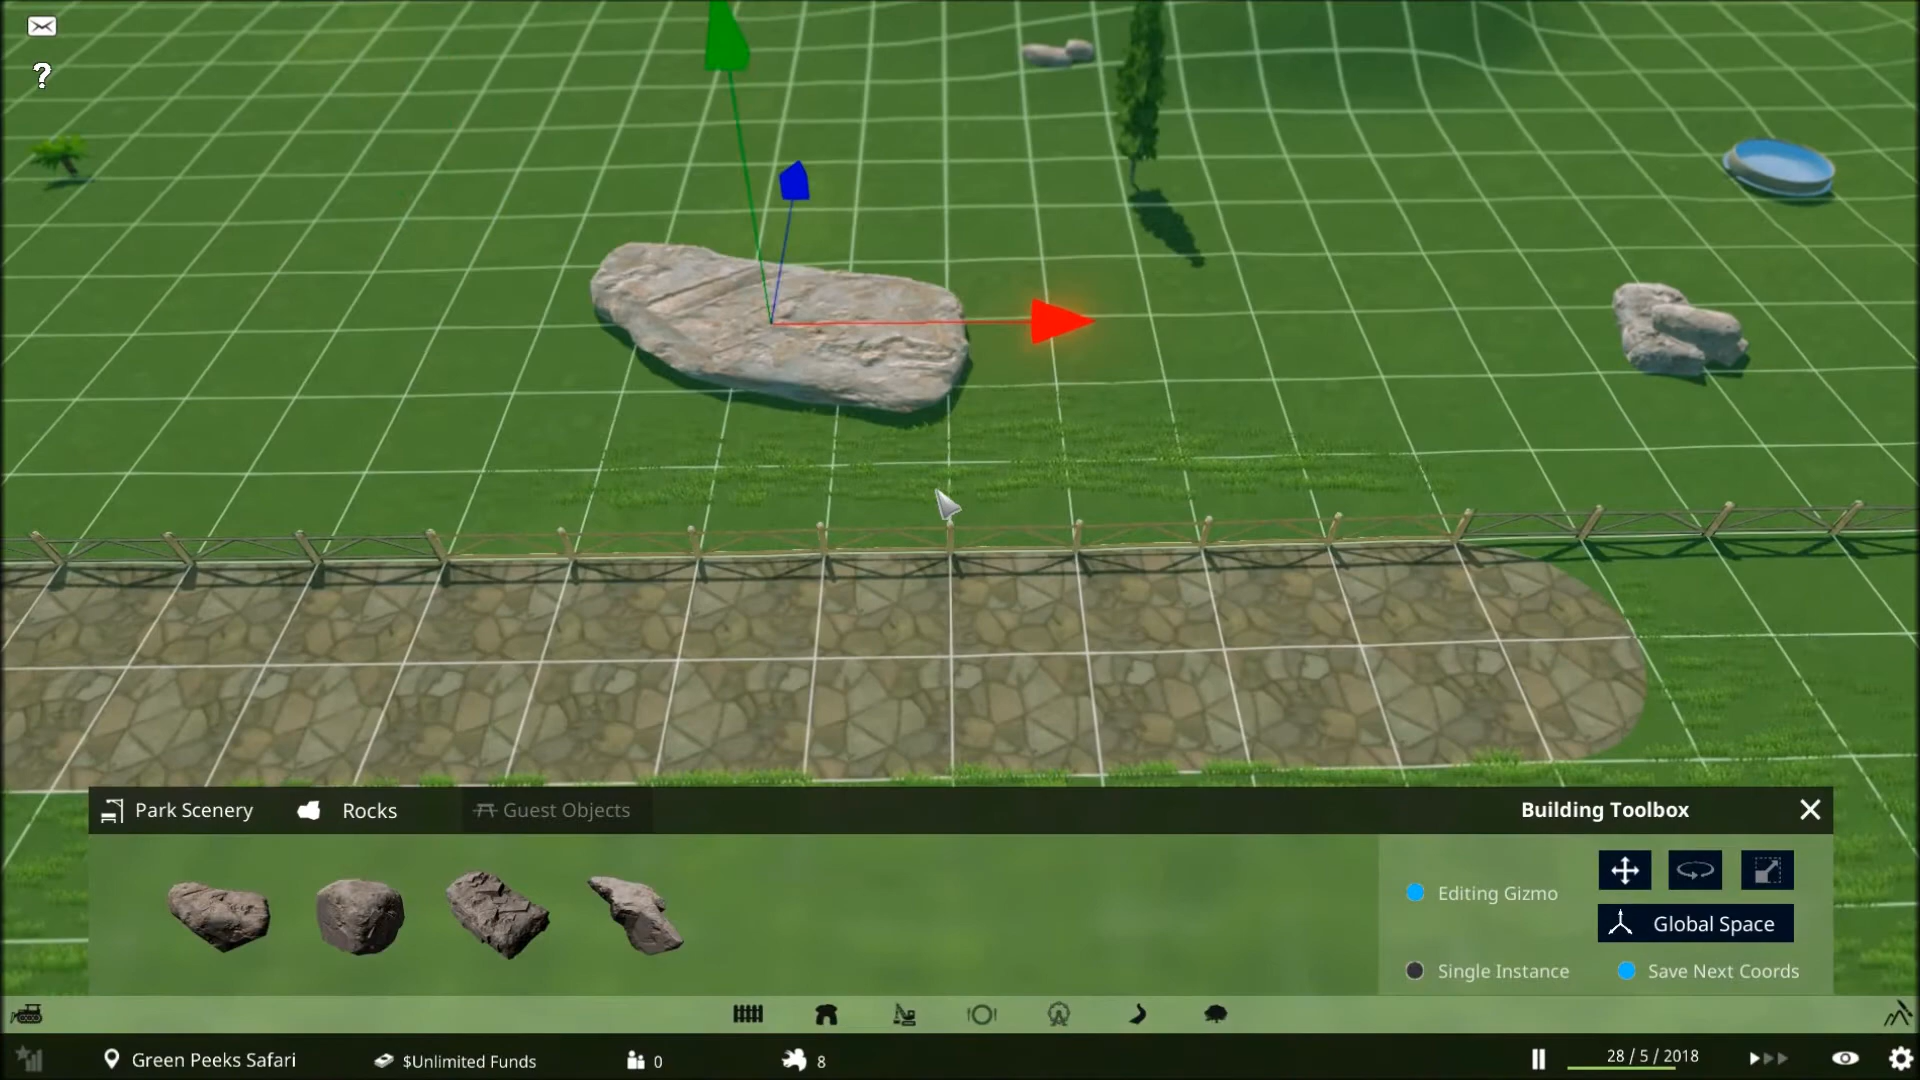 ?
Park Scenery
Rocks
Guest Objects
Building Toolbox
Editing Gizmo
Global Space
Single Instance
Save Next Coords
Green Peeks Safari
$Unlimited Funds
0
8
28 / 5 / 2018